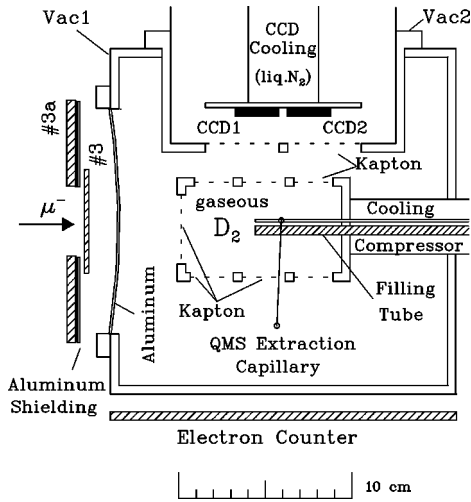 Vac1
CCD
Cooling
(liq.N₂)
Vac2
#3a
#3
CCD1
CCD2
Kapton
gaseous
D₂
μ⁻
Cooling
Compressor
Filling
Tube
Kapton
Aluminum
QMS Extraction
Capillary
Aluminum
Shielding
Electron Counter
10 cm